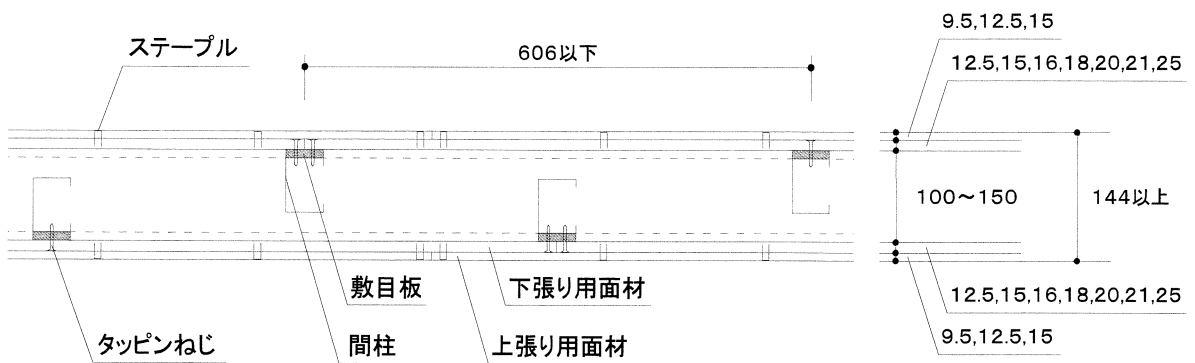 ステープル
606以下
9.5,12.5,15
12.5,15,16,18,20,21,25
100～150
144以上
敷目板
下張り用面材
12.5,15,16,18,20,21,25
タッピンねじ
間柱
上張り用面材
9.5,12.5,15